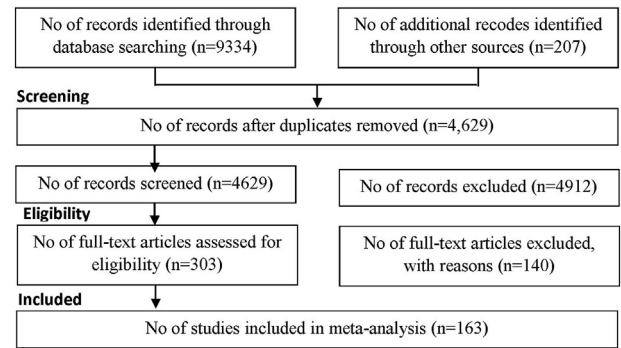 No of records identified through
database searching (n=9334)
No of additional recodes identified
through other sources (n=207)
Screening
No of records after duplicates removed (n=4,629)
No of records screened (n=4629)
No of records excluded (n=4912)
Eligibility
No of full-text articles assessed for
eligibility (n=303)
No of full-text articles excluded,
with reasons (n=140)
Included
No of studies included in meta-analysis (n=163)